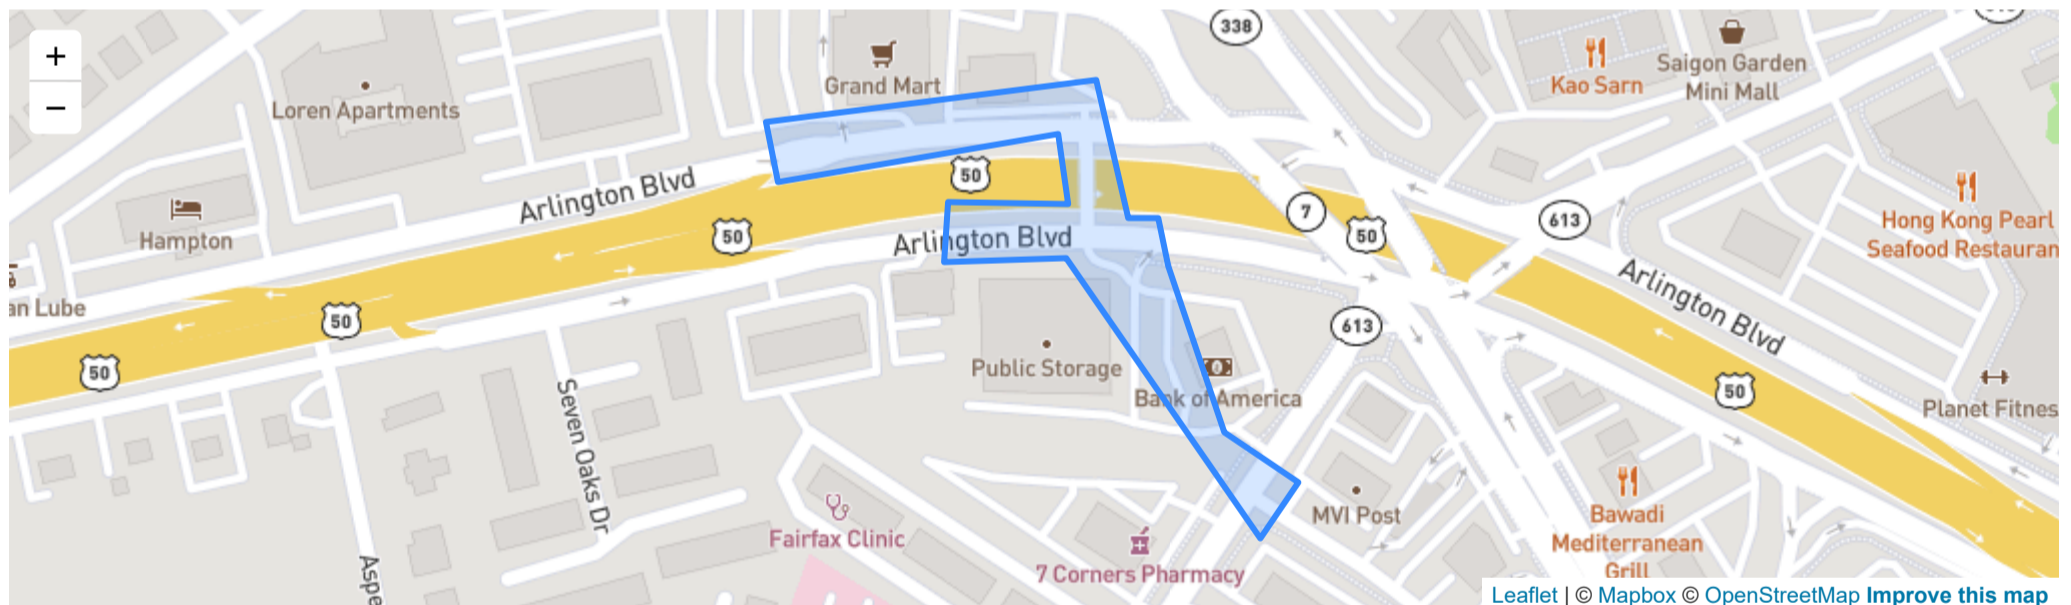 +
−
Loren Apartments
Grand Mart
338
Kao Sarn
Saigon Garden
Mini Mall
Hampton
Arlington Blvd
50
7
50
613
Hong Kong Pearl
Seafood Restauran
50
Arlington Blvd
an Lube
50
50
613
Arlington Blvd
Public Storage
Bank of America
Seven Oaks Dr
50
Planet Fitnes
MVI Post
Fairfax Clinic
7 Corners Pharmacy
Bawadi
Mediterranean
Grill
Aspe
Leaflet | © Mapbox © OpenStreetMap Improve this map